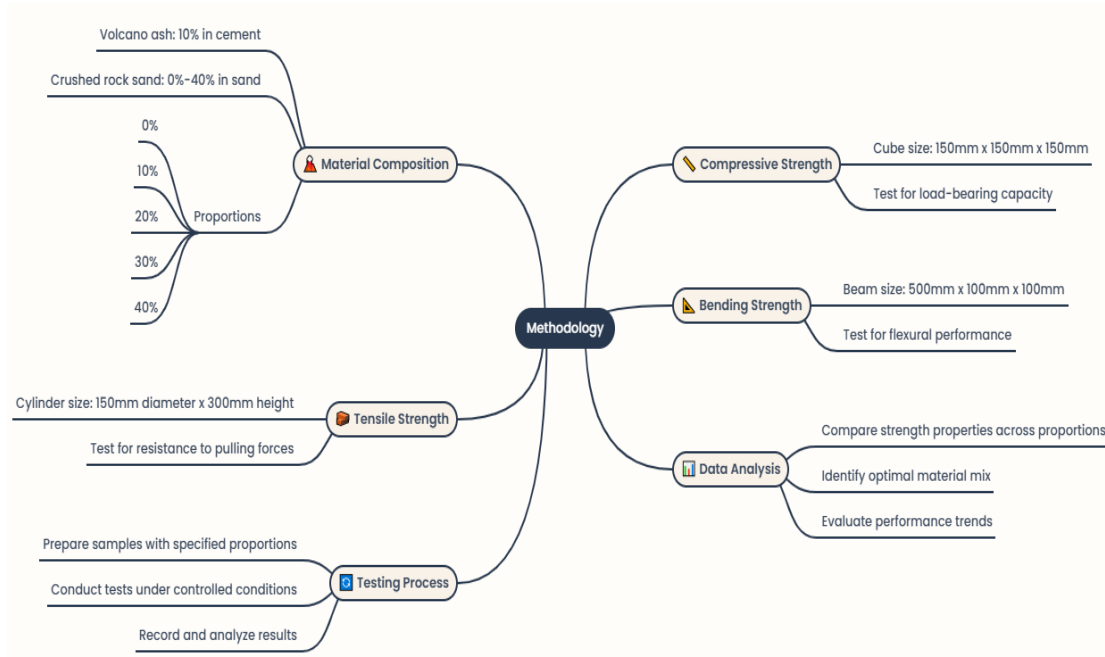 Methodology
Material Composition
Volcano ash: 10% in cement
Crushed rock sand: 0%-40% in sand
Proportions
0%
10%
20%
30%
40%
Tensile Strength
Cylinder size: 150mm diameter x 300mm height
Test for resistance to pulling forces
Testing Process
Prepare samples with specified proportions
Conduct tests under controlled conditions
Record and analyze results
Compressive Strength
Cube size: 150mm x 150mm x 150mm
Test for load-bearing capacity
Bending Strength
Beam size: 500mm x 100mm x 100mm
Test for flexural performance
Data Analysis
Compare strength properties across proportions
Identify optimal material mix
Evaluate performance trends